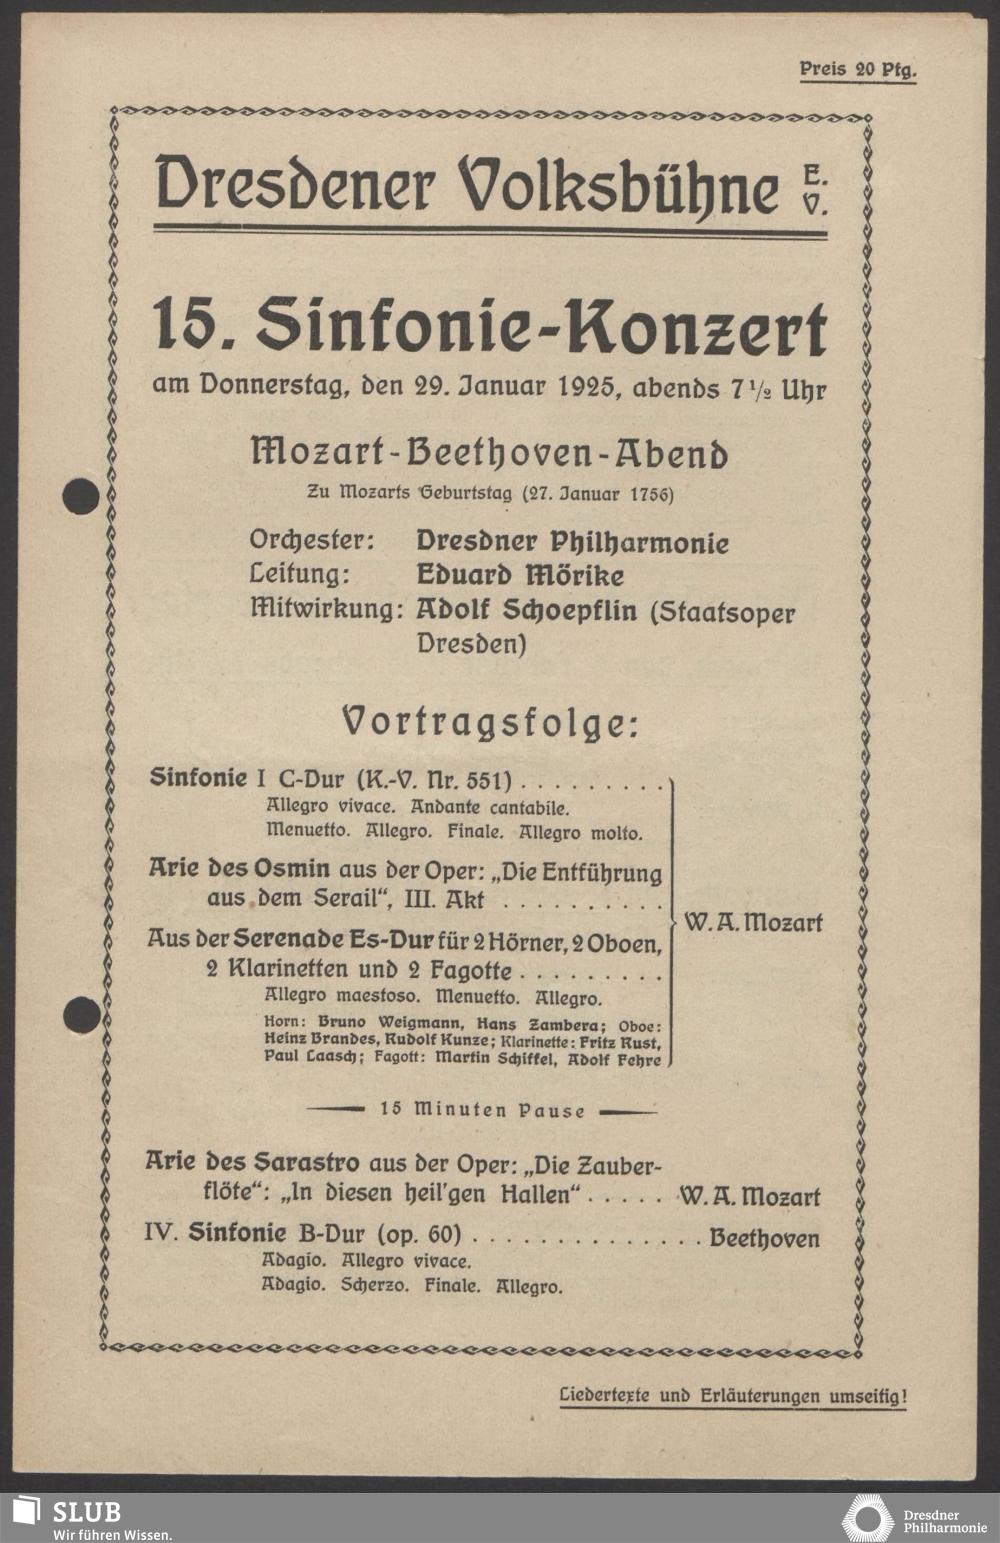 Preis 20 Pfg.
Dresdener Volksbühne E. V.
15. Sinfonie-Konzert
am Donnerstag, den 29. Januar 1925, abends 7 1/2 Uhr
Mozart-Beethoven-Abend
Zu Mozarts Geburtstag (27. Januar 1756)
Orchester: Dresdner Philharmonie
Leitung: Eduard Mörike
Mitwirkung: Adolf Schoepflin (Staatsoper
Dresden)
Vortragsfolge:
Sinfonie I C-Dur (K.-V. Nr. 551) . . . . . . . . .
Allegro vivace. Andante cantabile.
Menuetto. Allegro. Finale. Allegro molto.
Arie des Osmin aus der Oper: „Die Entführung
aus dem Serail“, III. Akt . . . . . . . . . .
W. A. Mozart
Aus der Serenade Es-Dur für 2 Hörner, 2 Oboen,
2 Klarinetten und 2 Fagotte . . . . . . . . .
Allegro maestoso. Menuetto. Allegro.
Horn: Bruno Weigmann, Hans Zambera; Oboe:
Heinz Brandes, Rudolf Kunze; Klarinette: Fritz Rust,
Paul Laasch; Fagott: Martin Schiffel, Adolf Fehre
15 Minuten Pause
Arie des Sarastro aus der Oper: „Die Zauber-
flöte“: „In diesen heil'gen Hallen“ . . . . . W. A. Mozart
IV. Sinfonie B-Dur (op. 60) . . . . . . . . . . . . . . Beethoven
Adagio. Allegro vivace.
Adagio. Scherzo. Finale. Allegro.
Liedertexte und Erläuterungen umseitig!
SLUB
Wir führen Wissen.
Dresdner
Philharmonie